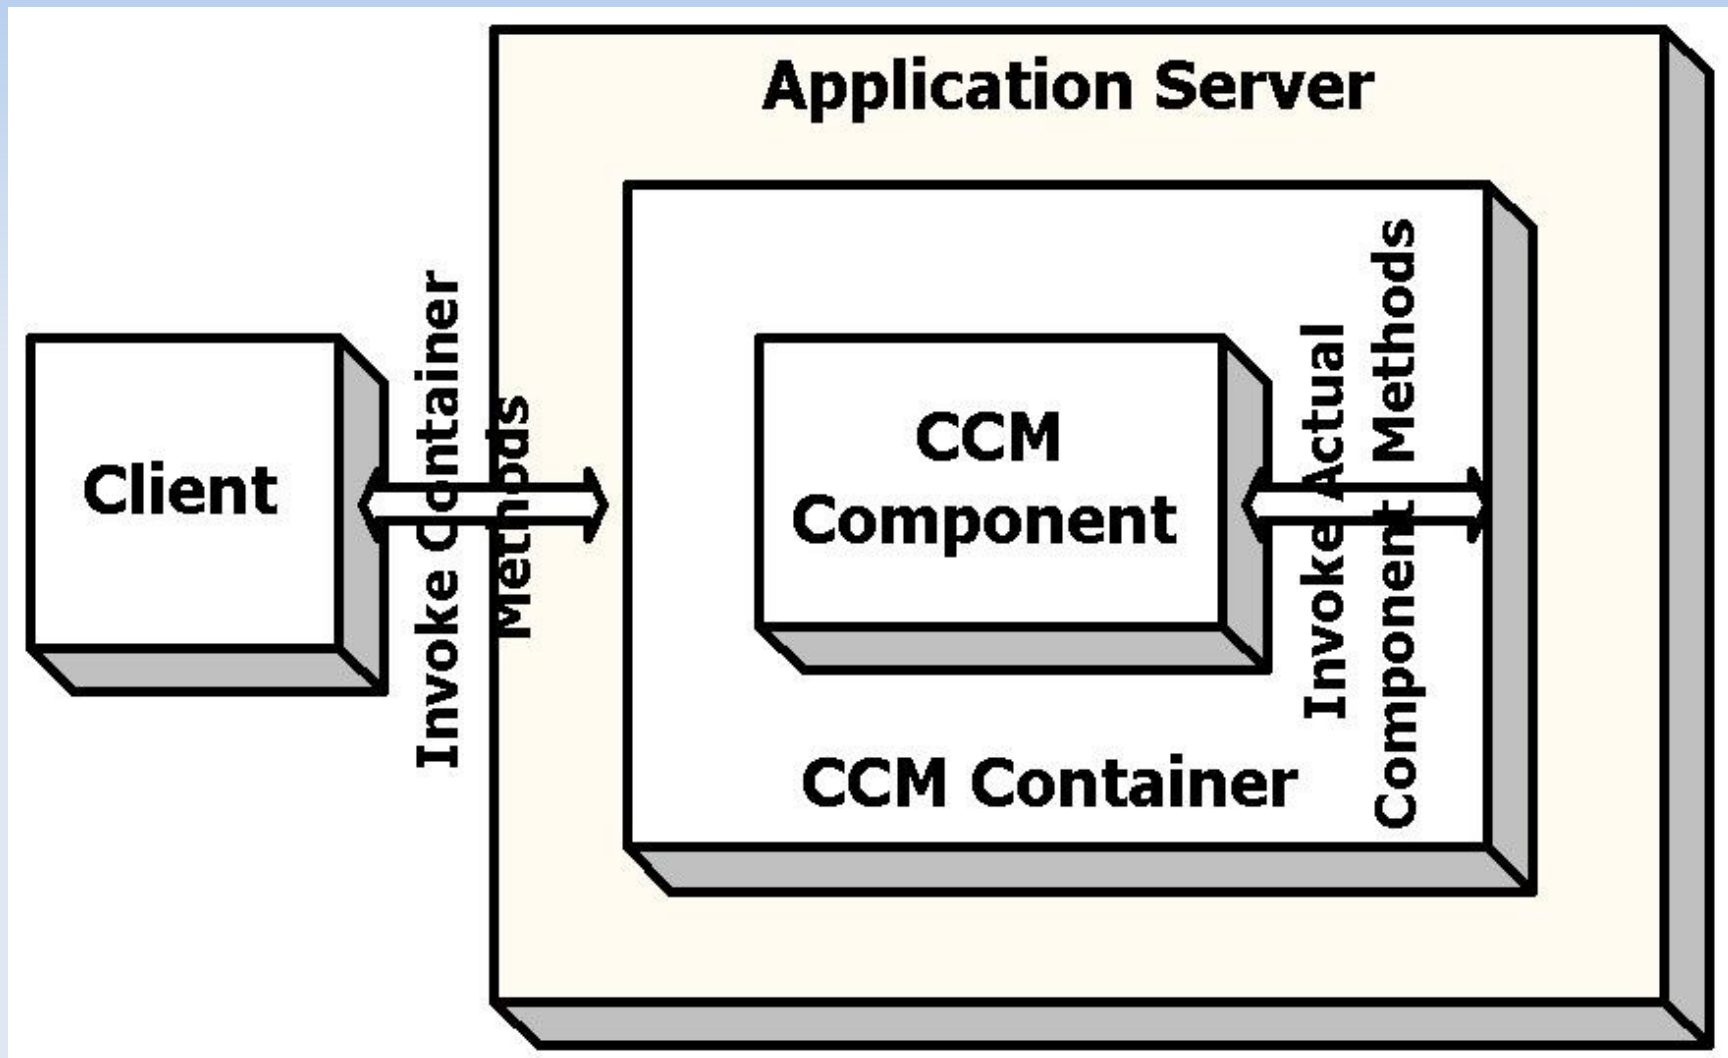 Application Server
Client
Invoke Container
Methods
CCM
Component
Invoke Actual
Component Methods
CCM Container